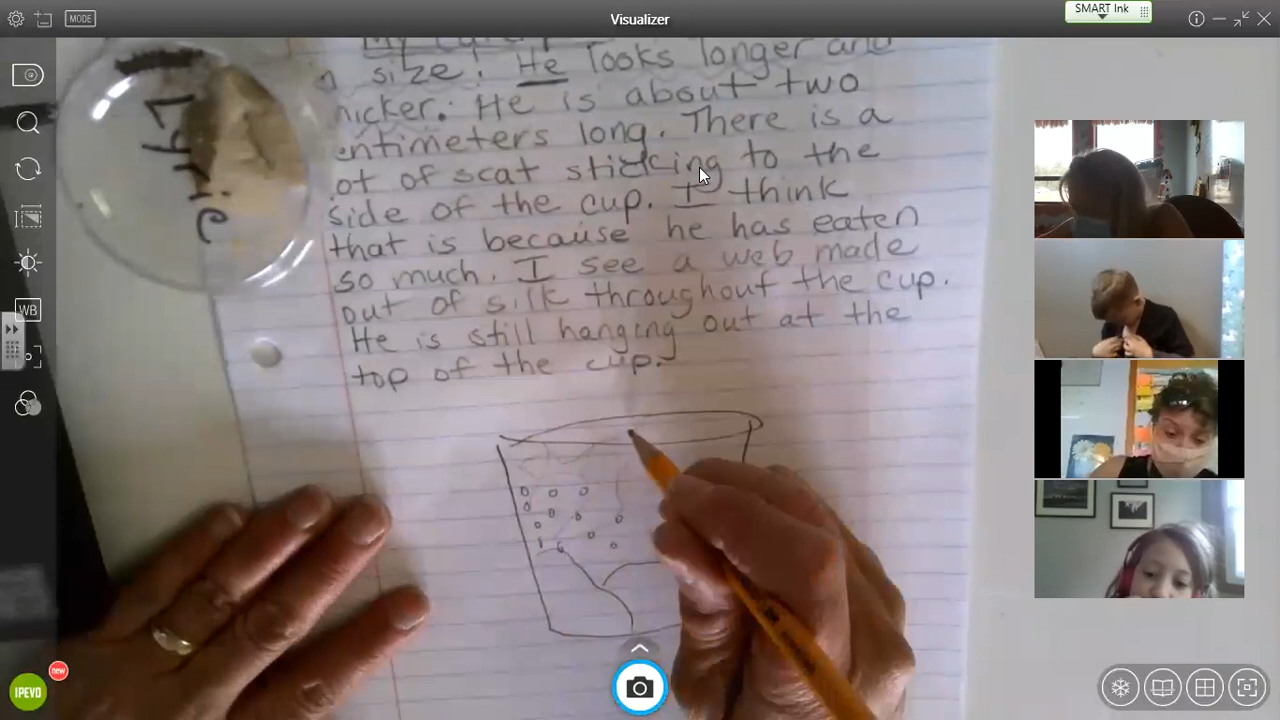 Visualizer
SMART Ink
MODE
My
size! He looks longer and
hicker. He is about two
entimeters long. There is a
ot of scat sticking to the
side of the cup. I think
that is because he has eaten
so much. I see a web made
out of silk throughout the cup.
He is still hanging out at the
top of the cup.
Lyric
WB
new
IPEVO